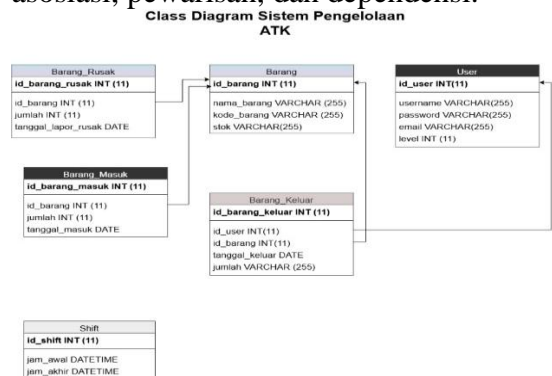 asosiasi, pewarisan, dan dependensi.
Class Diagram Sistem Pengelolaan
ATK
Barang_Rusak
id_barang_rusak INT (11)
id_barang INT (11)
jumlah INT (11)
tanggal_lapor_rusak DATE
Barang
id_barang INT (11)
nama_barang VARCHAR (255)
kode_barang VARCHAR (255)
stok VARCHAR(255)
User
id_user INT(11)
username VARCHAR(255)
password VARCHAR(255)
email VARCHAR(255)
level INT (11)
Barang_Masuk
id_barang_masuk INT (11)
id_barang INT (11)
jumlah INT (11)
tanggal_masuk DATE
Barang_Keluar
id_barang_keluar INT (11)
id_user INT(11)
id_barang INT(11)
tanggal_keluar DATE
jumlah VARCHAR (255)
Shift
id_shift INT (11)
jam_awal DATETIME
jam_akhir DATETIME